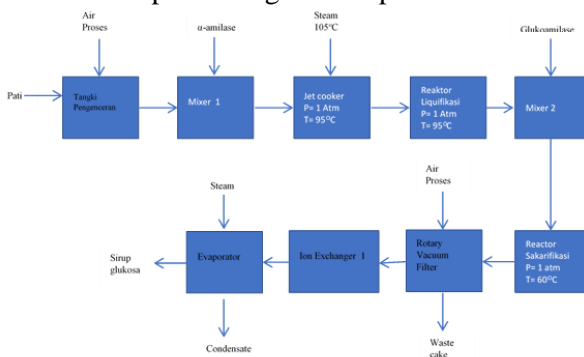 Air
Proses
α-amilase
Steam
105°C
Glukoamilase
Pati
Tangki
Pengenceran
Mixer 1
Jet cooker
P= 1 Atm
T= 95°C
Reaktor
Liquifikasi
P= 1 Atm
T= 95°C
Mixer 2
Steam
Air
Proses
Sirup
glukosa
Evaporator
Ion Exchanger 1
Rotary
Vacuum
Filter
Reactor
Sakarifikasi
P= 1 atm
T= 60°C
Condensate
Waste
cake